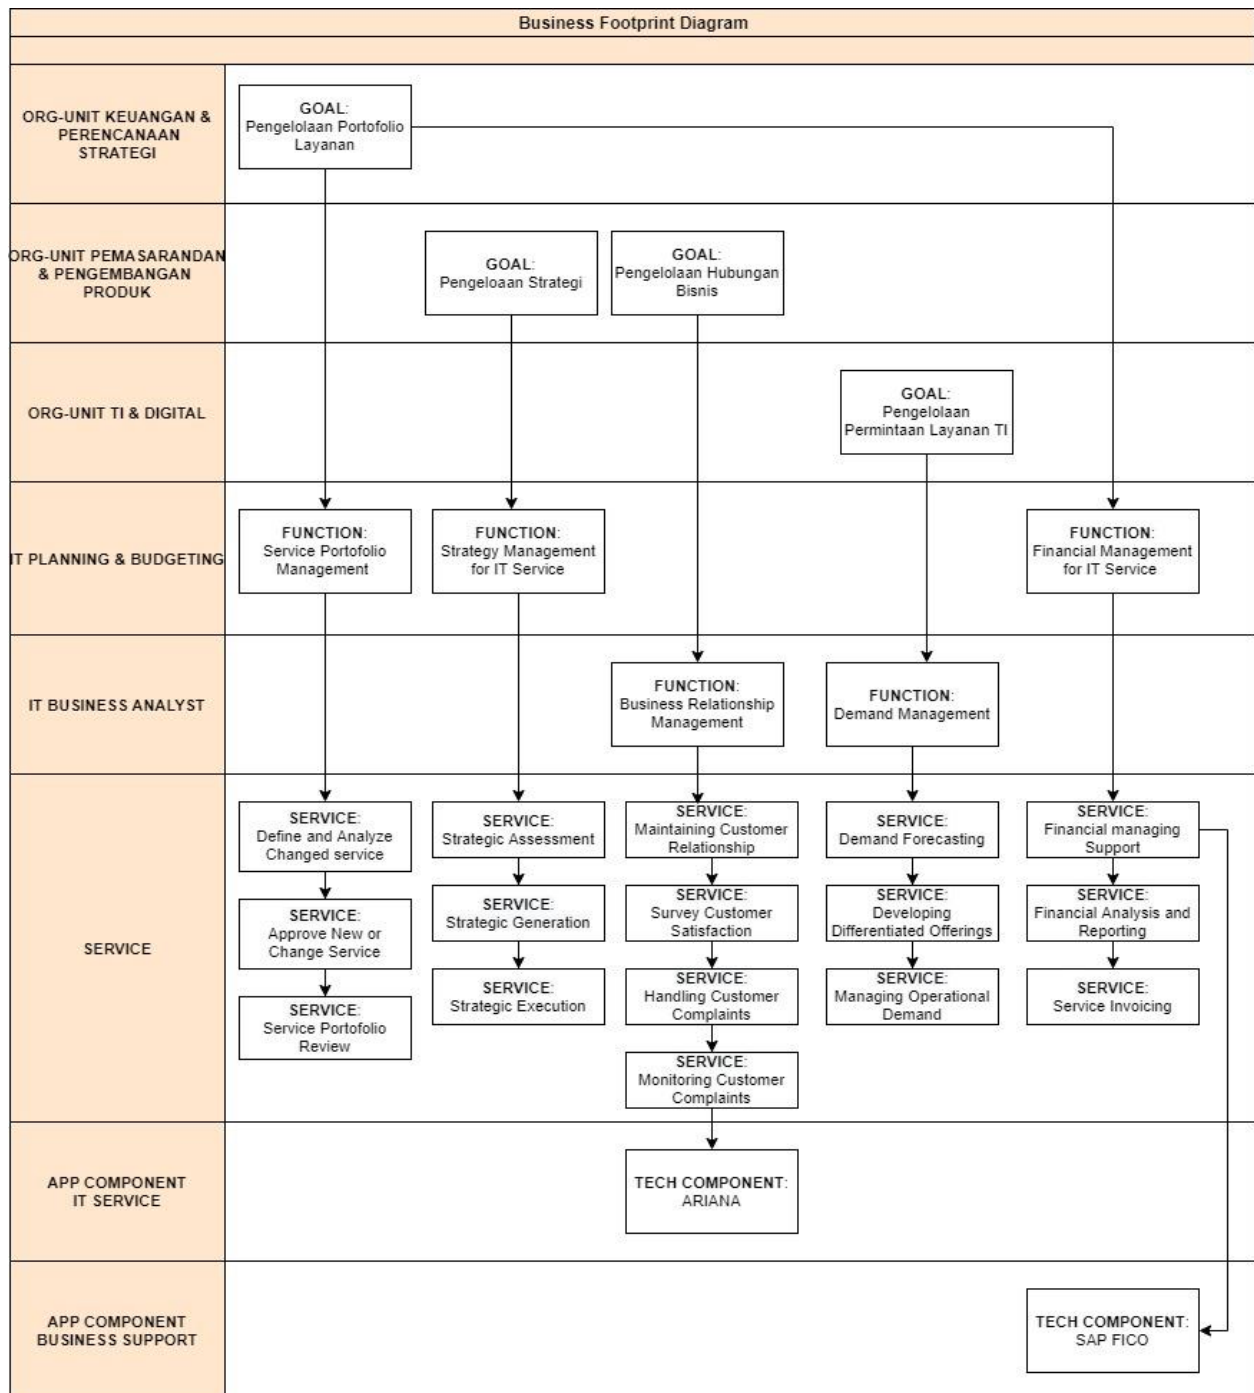 Business Footprint Diagram
ORG-UNIT KEUANGAN &
PERENCANAAN
STRATEGI
GOAL:
Pengelolaan Portofolio
Layanan
ORG-UNIT PEMASARANDAN
& PENGEMBANGAN
PRODUK
GOAL:
Pengeloaan Strategi
GOAL:
Pengelolaan Hubungan
Bisnis
ORG-UNIT TI & DIGITAL
GOAL:
Pengelolaan
Permintaan Layanan TI
IT PLANNING & BUDGETING
FUNCTION:
Service Portofolio
Management
FUNCTION:
Strategy Management
for IT Service
FUNCTION:
Financial Management
for IT Service
IT BUSINESS ANALYST
FUNCTION:
Business Relationship
Management
FUNCTION:
Demand Management
SERVICE
SERVICE:
Define and Analyze
Changed service
SERVICE:
Approve New or
Change Service
SERVICE:
Service Portofolio
Review
SERVICE:
Strategic Assessment
SERVICE:
Strategic Generation
SERVICE:
Strategic Execution
SERVICE:
Maintaining Customer
Relationship
SERVICE:
Survey Customer
Satisfaction
SERVICE:
Handling Customer
Complaints
SERVICE:
Monitoring Customer
Complaints
SERVICE:
Demand Forecasting
SERVICE:
Developing
Differentiated Offerings
SERVICE:
Managing Operational
Demand
SERVICE:
Financial managing
Support
SERVICE:
Financial Analysis and
Reporting
SERVICE:
Service Invoicing
APP COMPONENT
IT SERVICE
TECH COMPONENT:
ARIANA
APP COMPONENT
BUSINESS SUPPORT
TECH COMPONENT:
SAP FICO